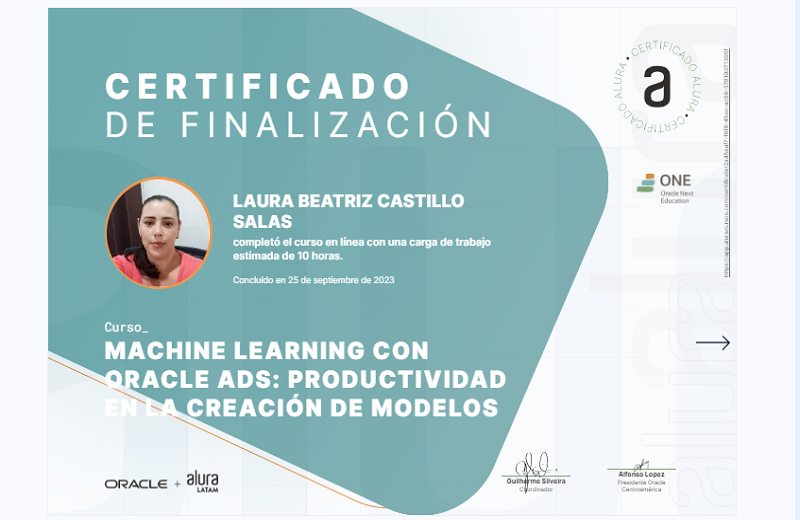 CERTIFICADO
DE FINALIZACIÓN
CERTIFICADO ALURA • CERTIFICADO ALURA •
a
ONE
Oracle Next
Education
LAURA BEATRIZ CASTILLO
SALAS
completó el curso en línea con una carga de trabajo
estimada de 10 horas.
Concluído en 25 de septiembre de 2023
Curso_
MACHINE LEARNING CON
ORACLE ADS: PRODUCTIVIDAD
EN LA CREACIÓN DE MODELOS
ORACLE + alura
LATAM
Guilherme Silveira
Coordinador
Alfonso Lopez
Presidente Oracle
Centroamérica